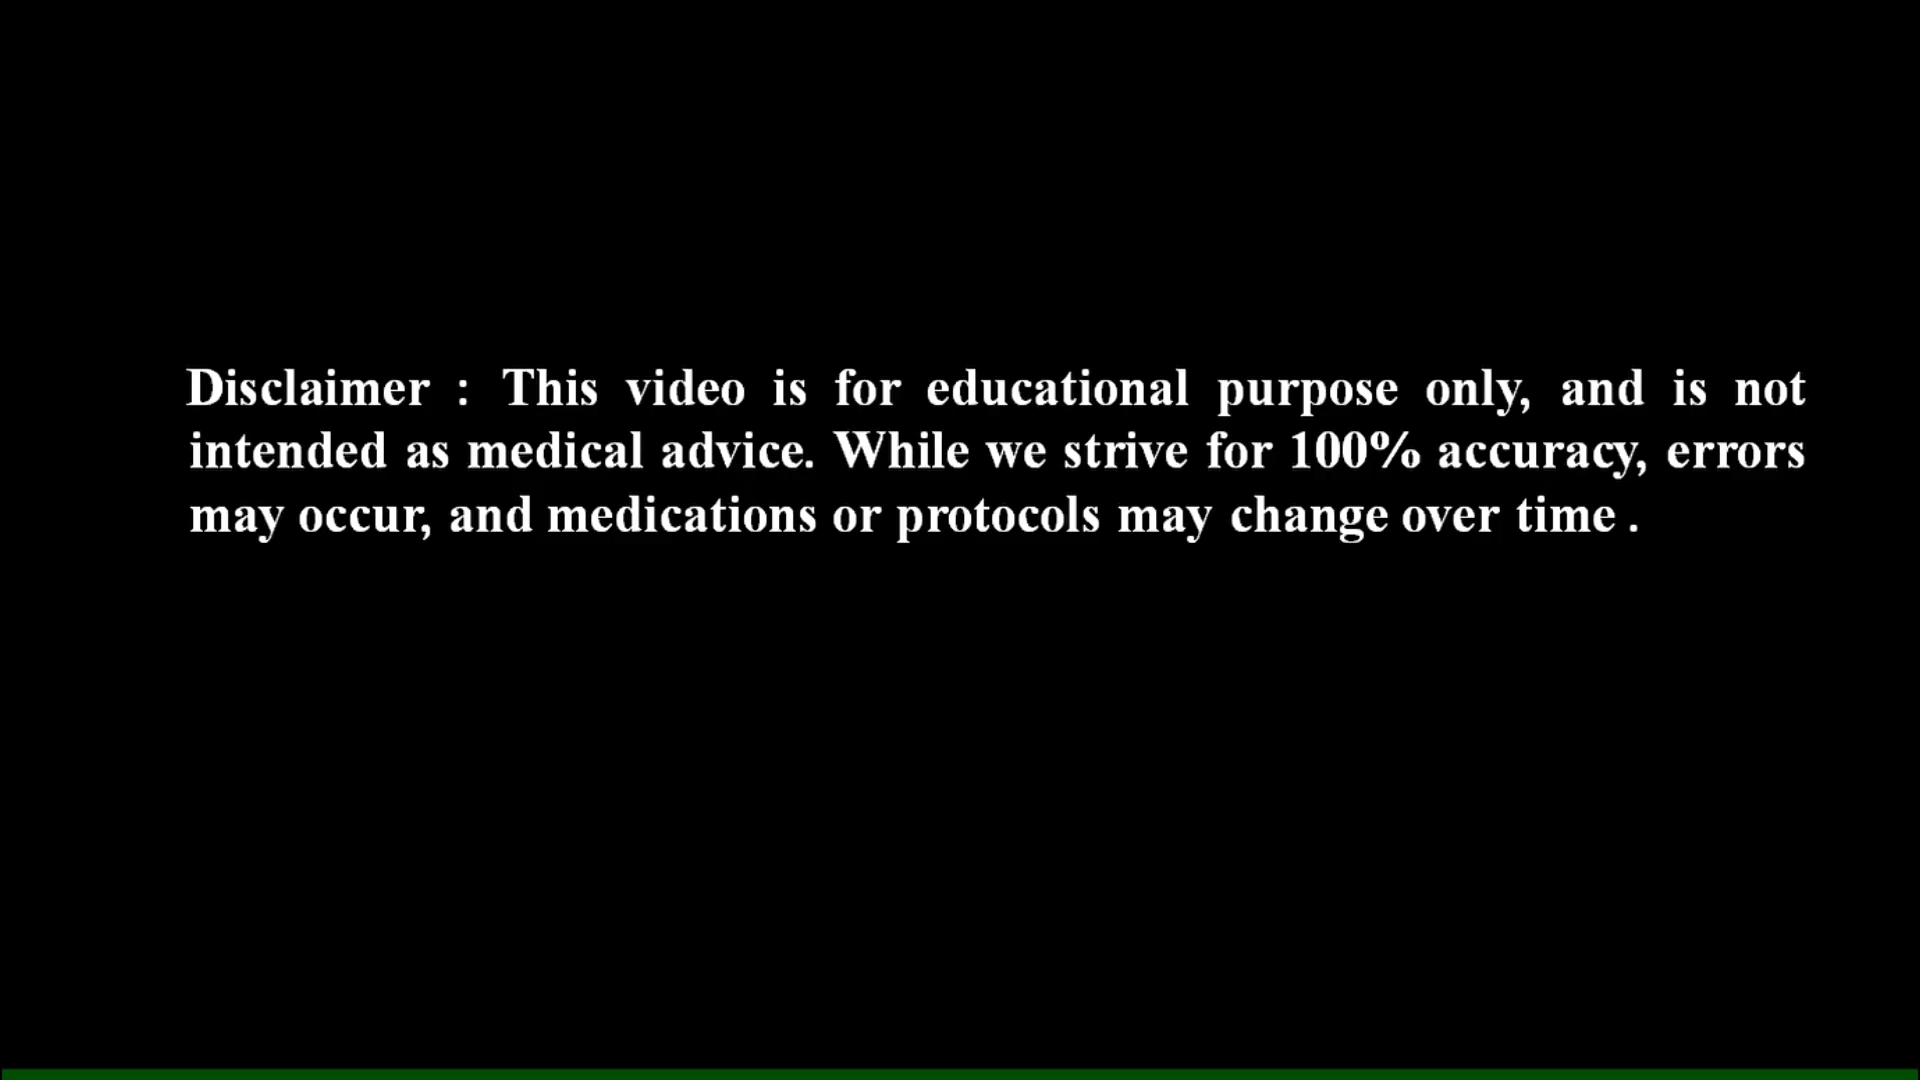 Disclaimer : This video is for educational purpose only, and is not
intended as medical advice. While we strive for 100% accuracy, errors
may occur, and medications or protocols may change over time .